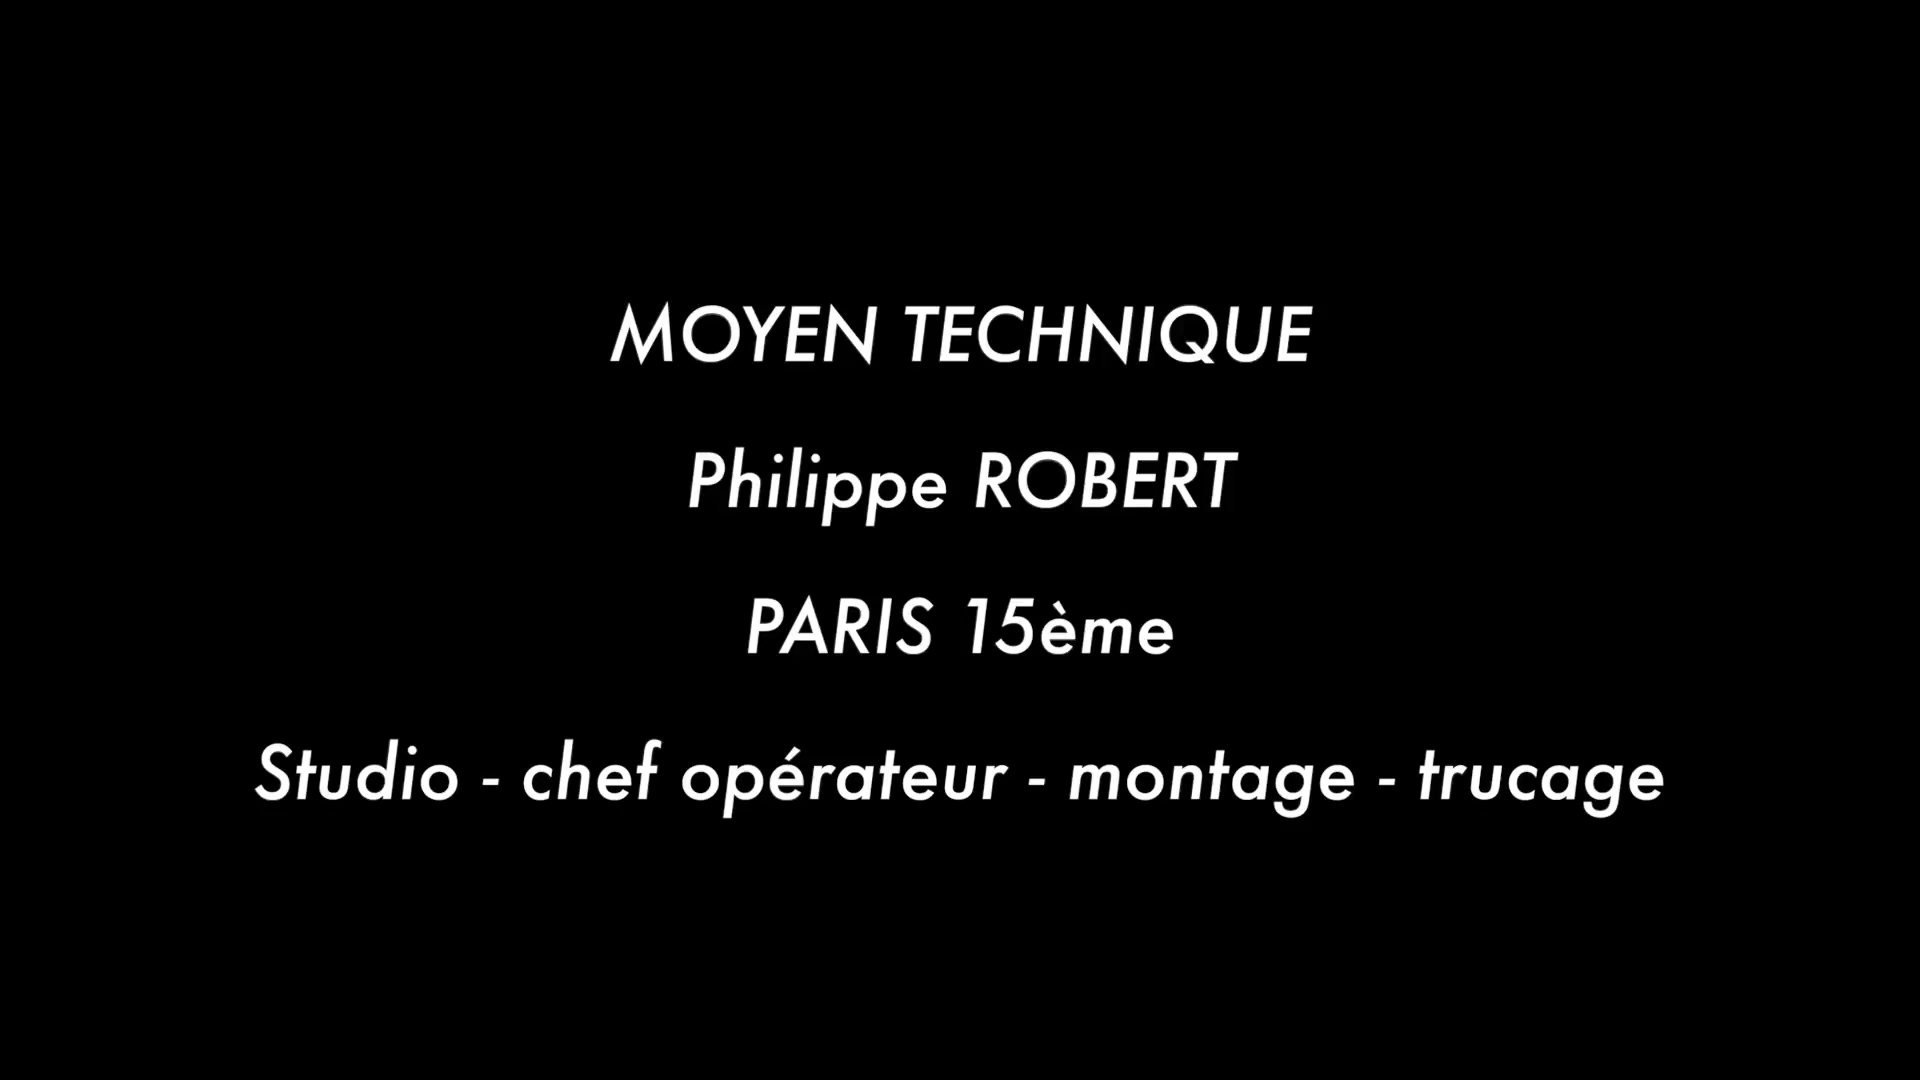 MOYEN TECHNIQUE
Philippe ROBERT
PARIS 15ème
Studio - chef opérateur - montage - trucage